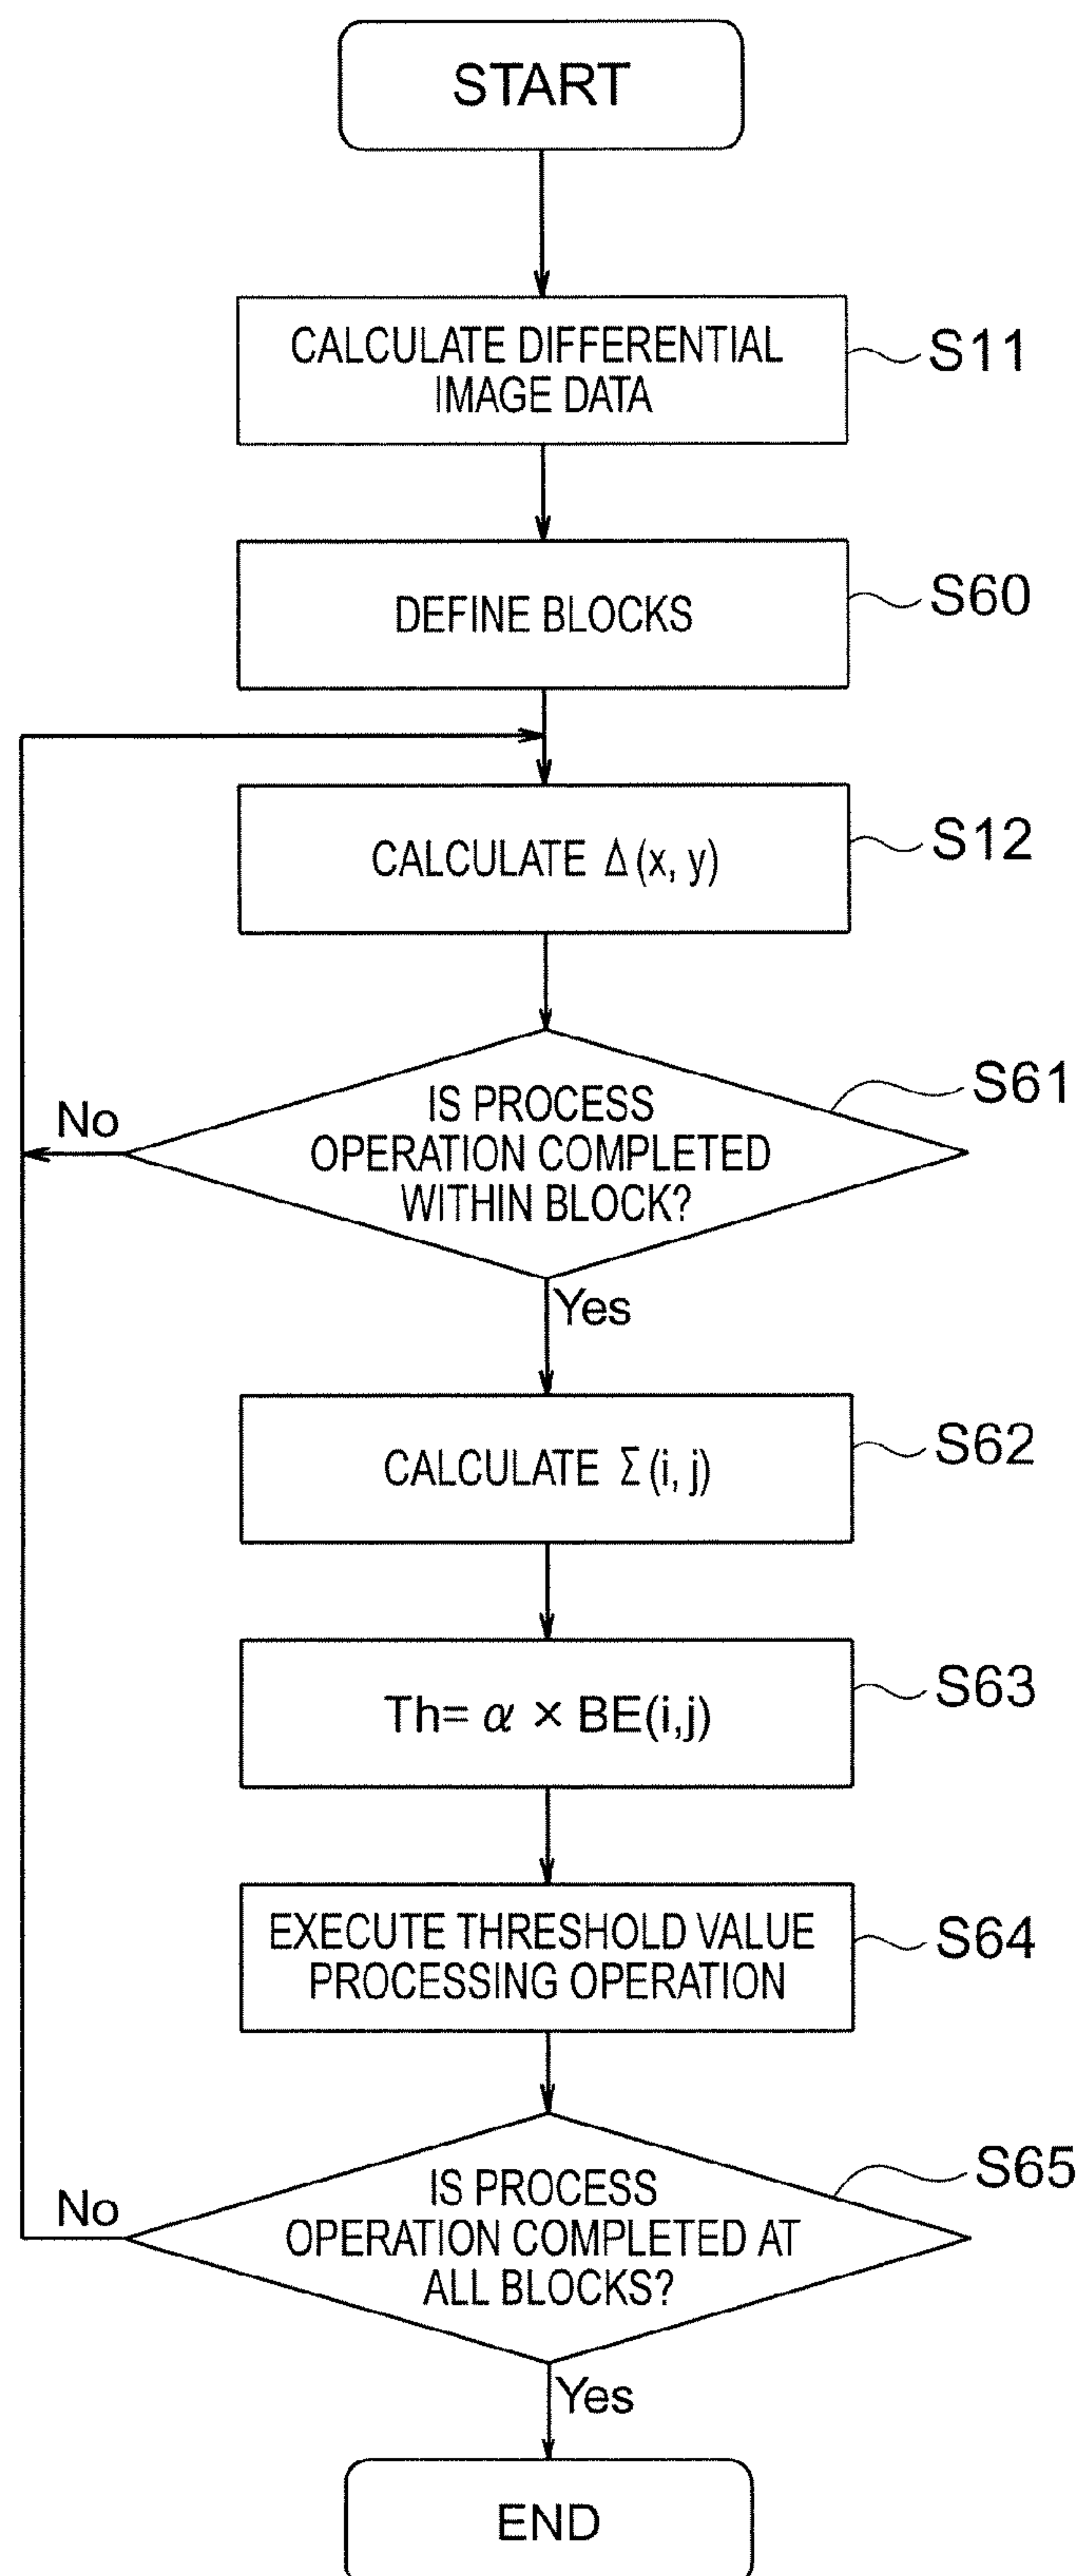 START
CALCULATE DIFFERENTIAL
IMAGE DATA
S11
DEFINE BLOCKS
S60
CALCULATE Δ(x, y)
S12
IS PROCESS
OPERATION COMPLETED
WITHIN BLOCK?
S61
No
Yes
CALCULATE Σ(i, j)
S62
Th= α × BE(i,j)
S63
EXECUTE THRESHOLD VALUE
PROCESSING OPERATION
S64
IS PROCESS
OPERATION COMPLETED AT
ALL BLOCKS?
S65
No
Yes
END